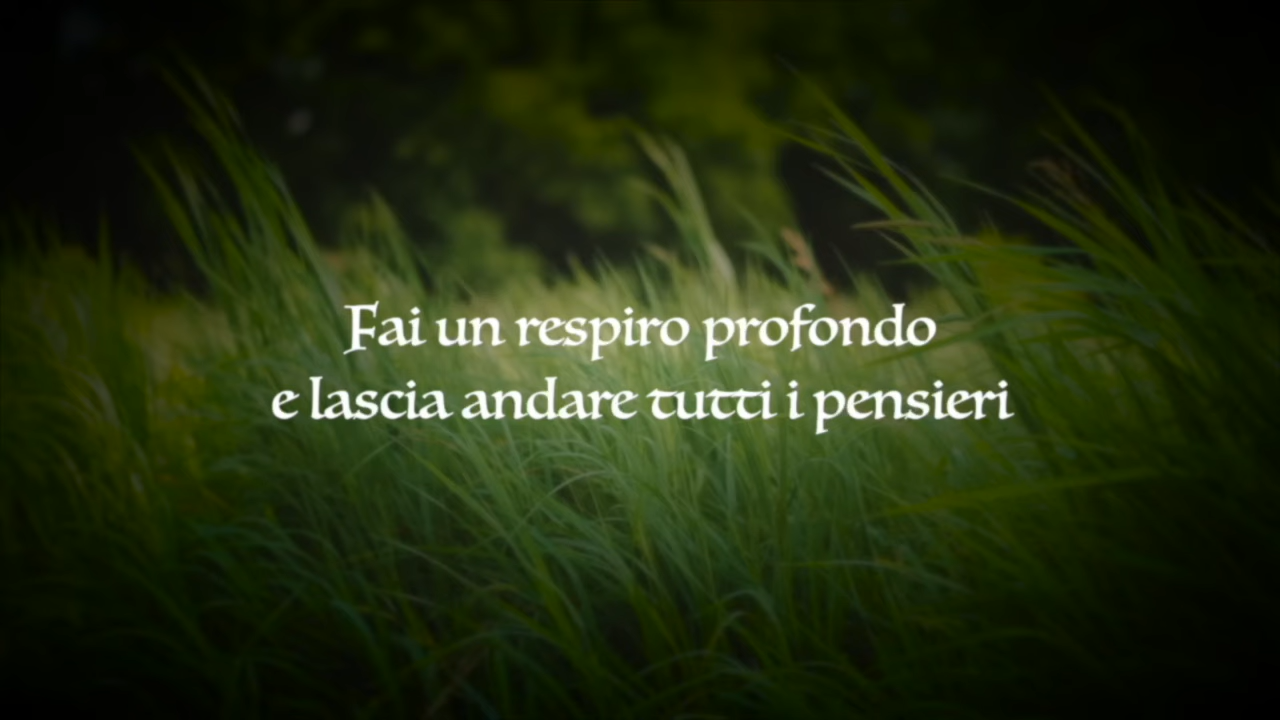 Fai un respiro profondo
e lascia andare tutti i pensieri